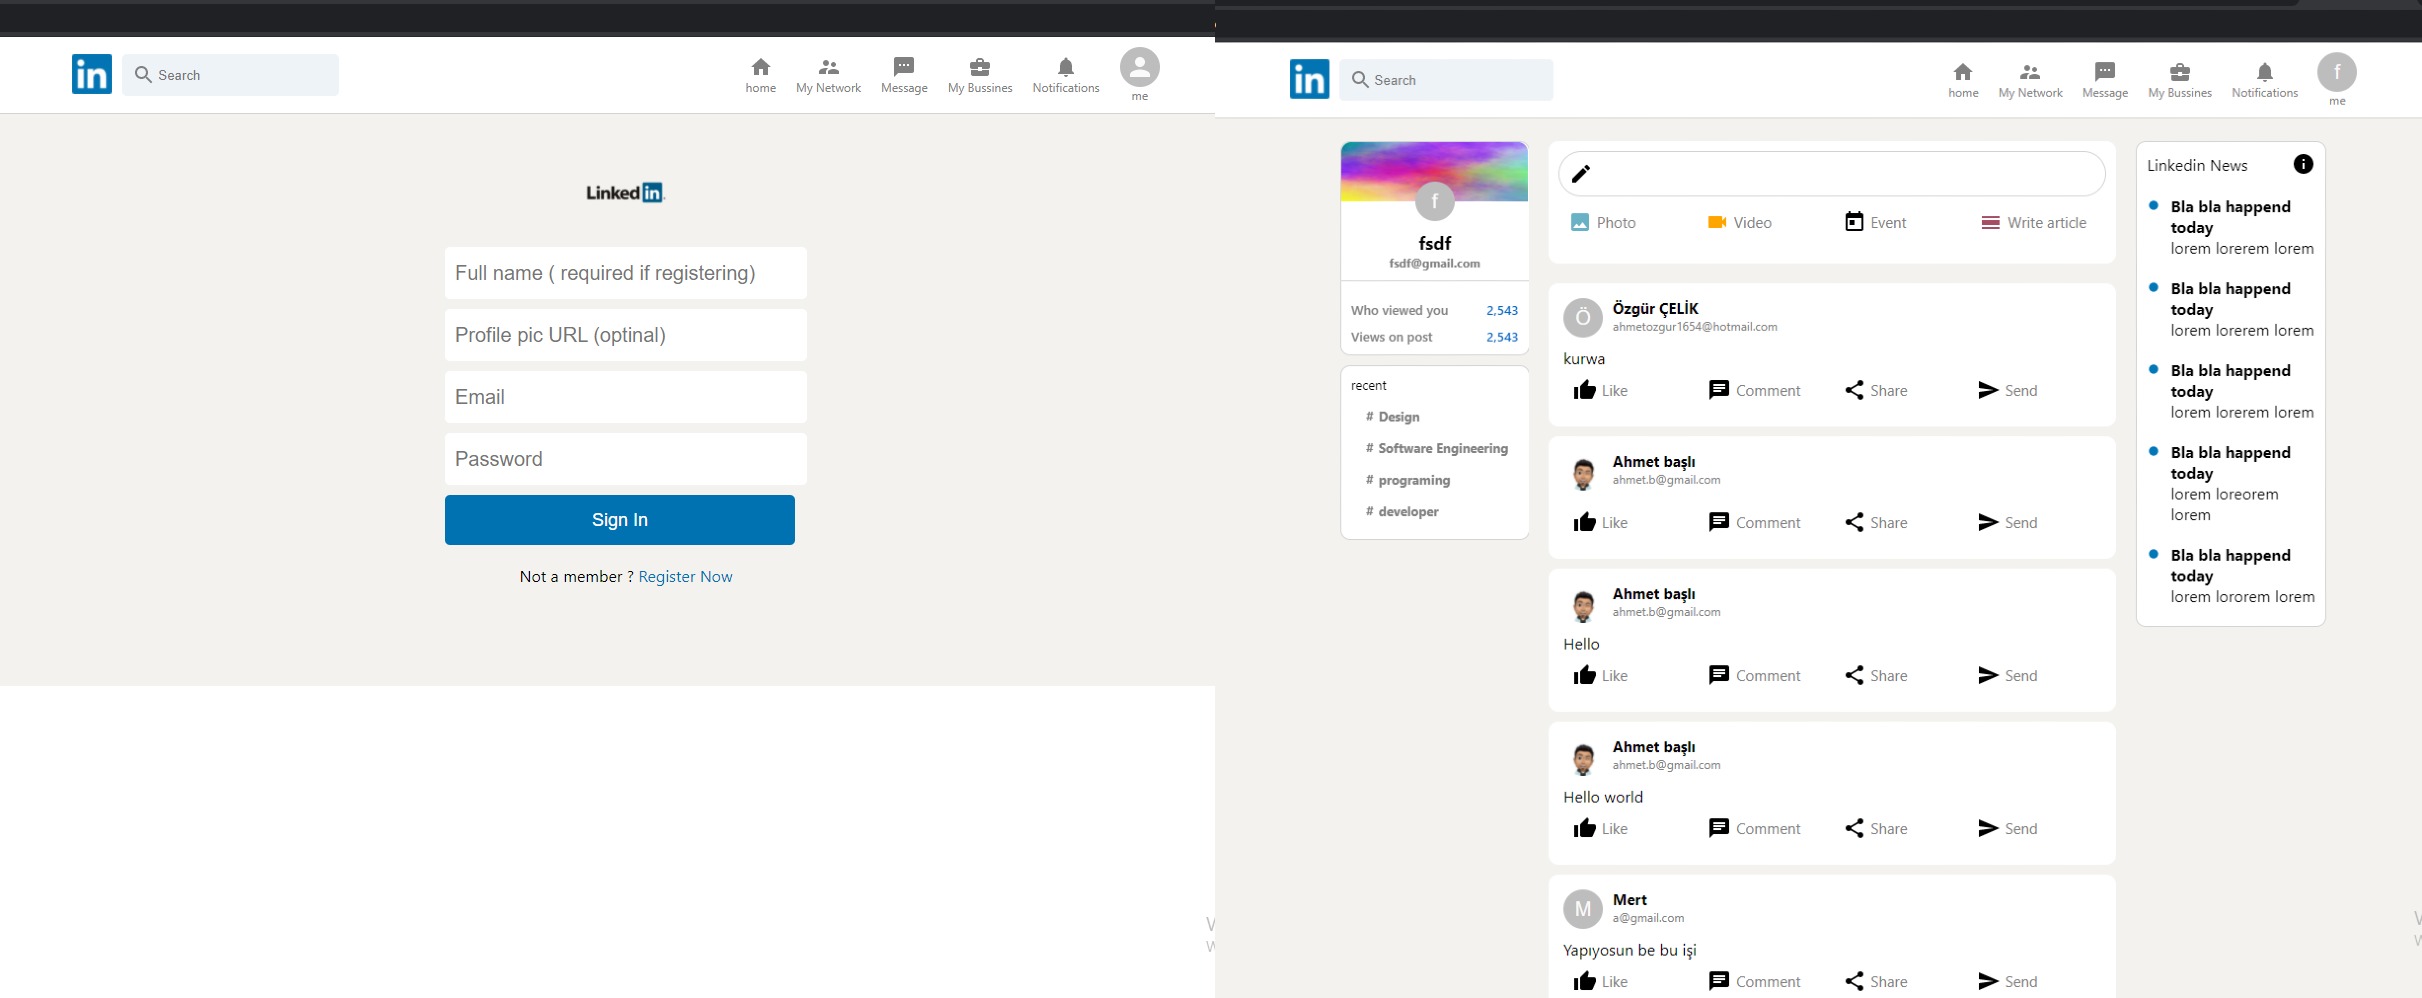 in
Search
home
My Network
Message
My Bussines
Notifications
me
Linked in
Full name ( required if registering)
Profile pic URL (optinal)
Email
Password
Sign In
Not a member ? Register Now
in
Search
home
My Network
Message
My Bussines
Notifications
f
me
f
fsdf
fsdf@gmail.com
Who viewed you 2,543
Views on post 2,543
recent
# Design
# Software Engineering
# programing
# developer
Photo
Video
Event
Write article
Ö
Özgür ÇELİK
ahmetozgur1654@hotmail.com
kurwa
Like
Comment
Share
Send
Ahmet başlı
ahmet.b@gmail.com
Like
Comment
Share
Send
Ahmet başlı
ahmet.b@gmail.com
Hello
Like
Comment
Share
Send
Ahmet başlı
ahmet.b@gmail.com
Hello world
Like
Comment
Share
Send
M
Mert
a@gmail.com
Yapıyosun be bu işi
Like
Comment
Share
Send
Linkedin News
Bla bla happend
today
lorem lorerem lorem
Bla bla happend
today
lorem lorerem lorem
Bla bla happend
today
lorem lorerem lorem
Bla bla happend
today
lorem loreorem
lorem
Bla bla happend
today
lorem lororem lorem